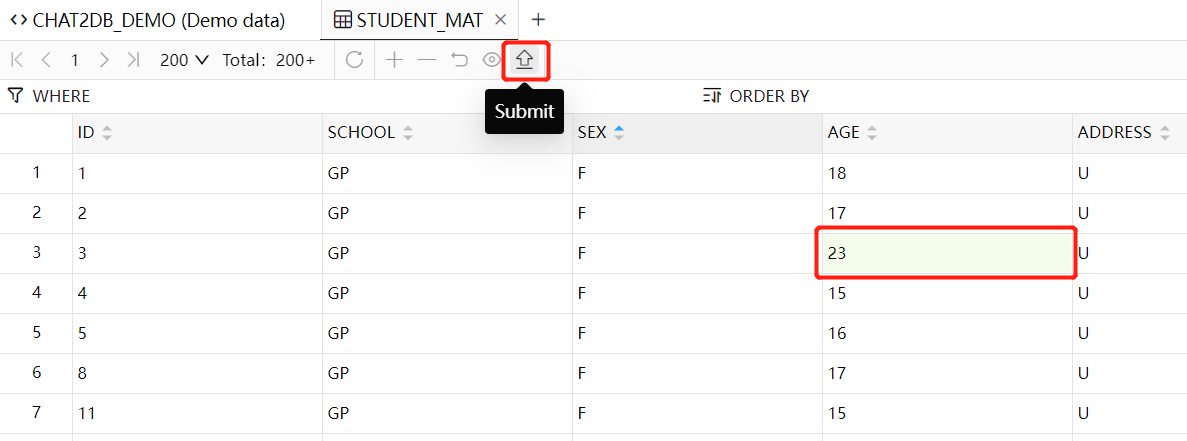 <> CHAT2DB_DEMO (Demo data) STUDENT_MAT × +
1 200 Total: 200+
WHERE ORDER BY
Submit
ID SCHOOL SEX AGE ADDRESS
1 1 GP F 18 U
2 2 GP F 17 U
3 3 GP F 23 U
4 4 GP F 15 U
5 5 GP F 16 U
6 8 GP F 17 U
7 11 GP F 15 U